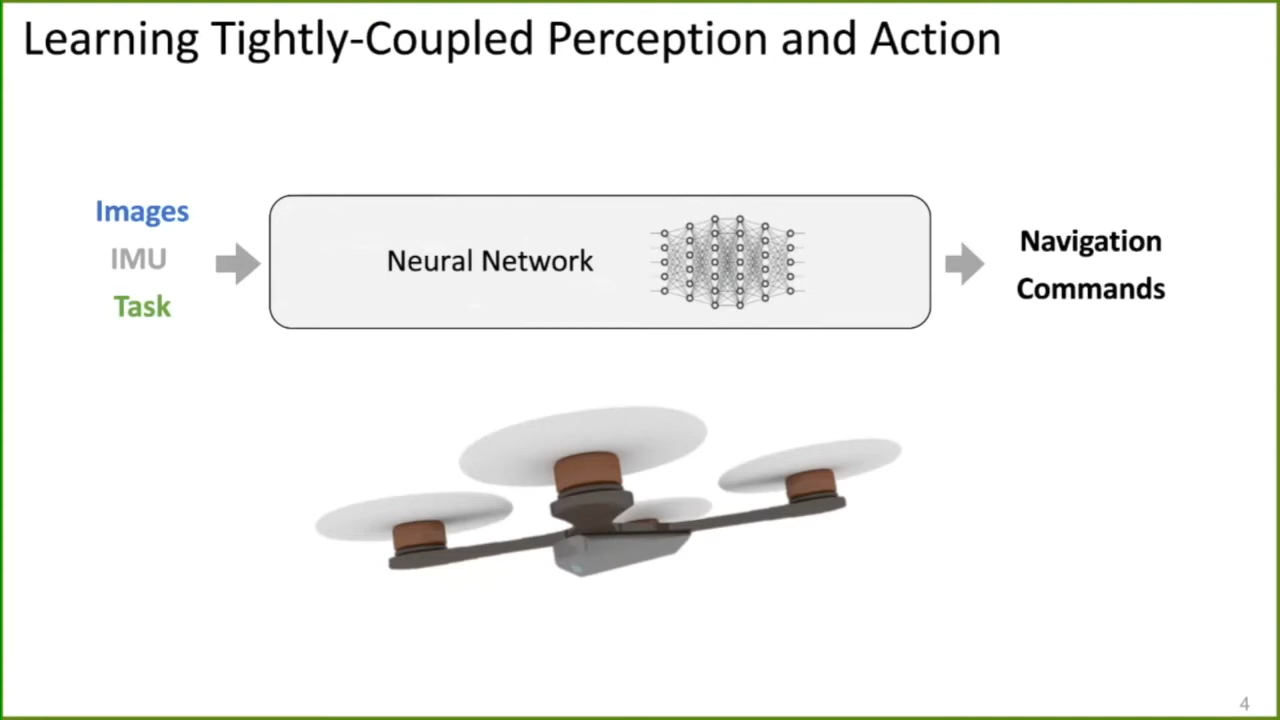 Learning Tightly-Coupled Perception and Action
Images
IMU
Task
Neural Network
Navigation
Commands
4